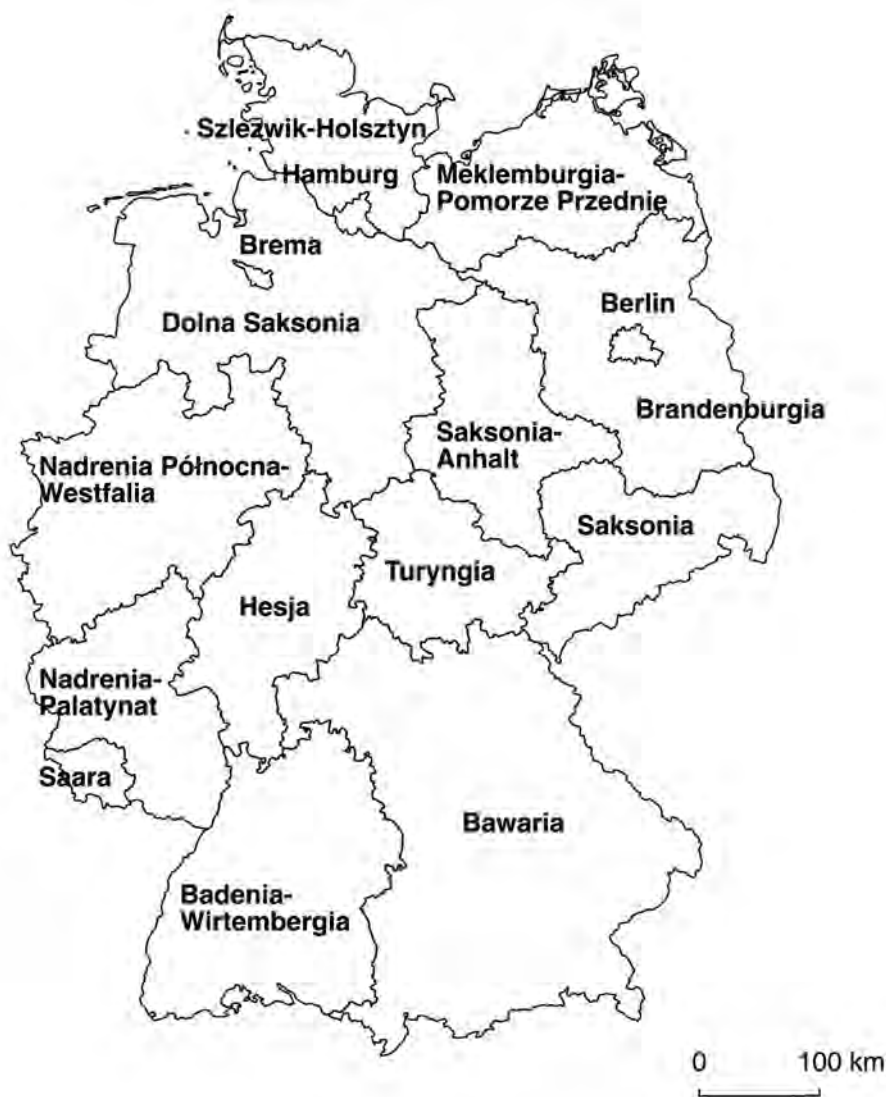 Szlezwik-Holsztyn
Hamburg
Meklemburgia-
Pomorze Przednie
Brema
Berlin
Dolna Saksonia
Brandenburgia
Saksonia-
Anhalt
Nadrenia Północna-
Westfalia
Saksonia
Turyngia
Hesja
Nadrenia-
Palatynat
Saara
Bawaria
Badenia-
Wirtembergia
0 100 km